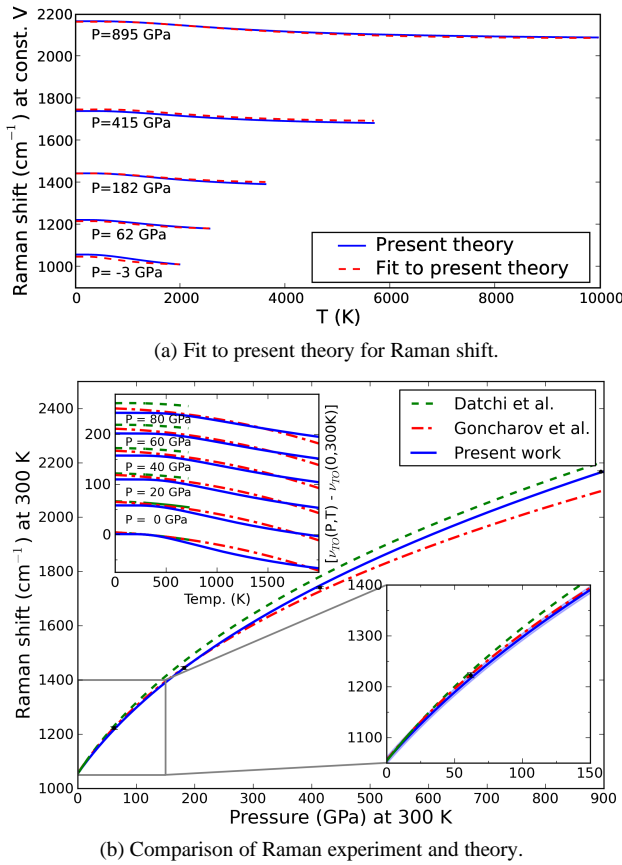 Raman shift (cm⁻¹) at const. V
2200
2000
1800
1600
1400
1200
1000
P=895 GPa
P=415 GPa
P=182 GPa
P= 62 GPa
P= -3 GPa
Present theory
Fit to present theory
0
2000
4000
6000
8000
10000
T (K)
(a) Fit to present theory for Raman shift.
Raman shift (cm⁻¹) at 300 K
2400
2200
2000
1800
1600
1400
1200
1000
200
100
0
P = 80 GPa
P = 60 GPa
P = 40 GPa
P = 20 GPa
P = 0 GPa
0
500
1000
1500
Temp. (K)
[ν_TO(P,T) - ν_TO(0,300K)]
Datchi et al.
Goncharov et al.
Present work
1400
1300
1200
1100
0
50
100
150
0
100
200
300
400
500
600
700
800
900
Pressure (GPa) at 300 K
(b) Comparison of Raman experiment and theory.